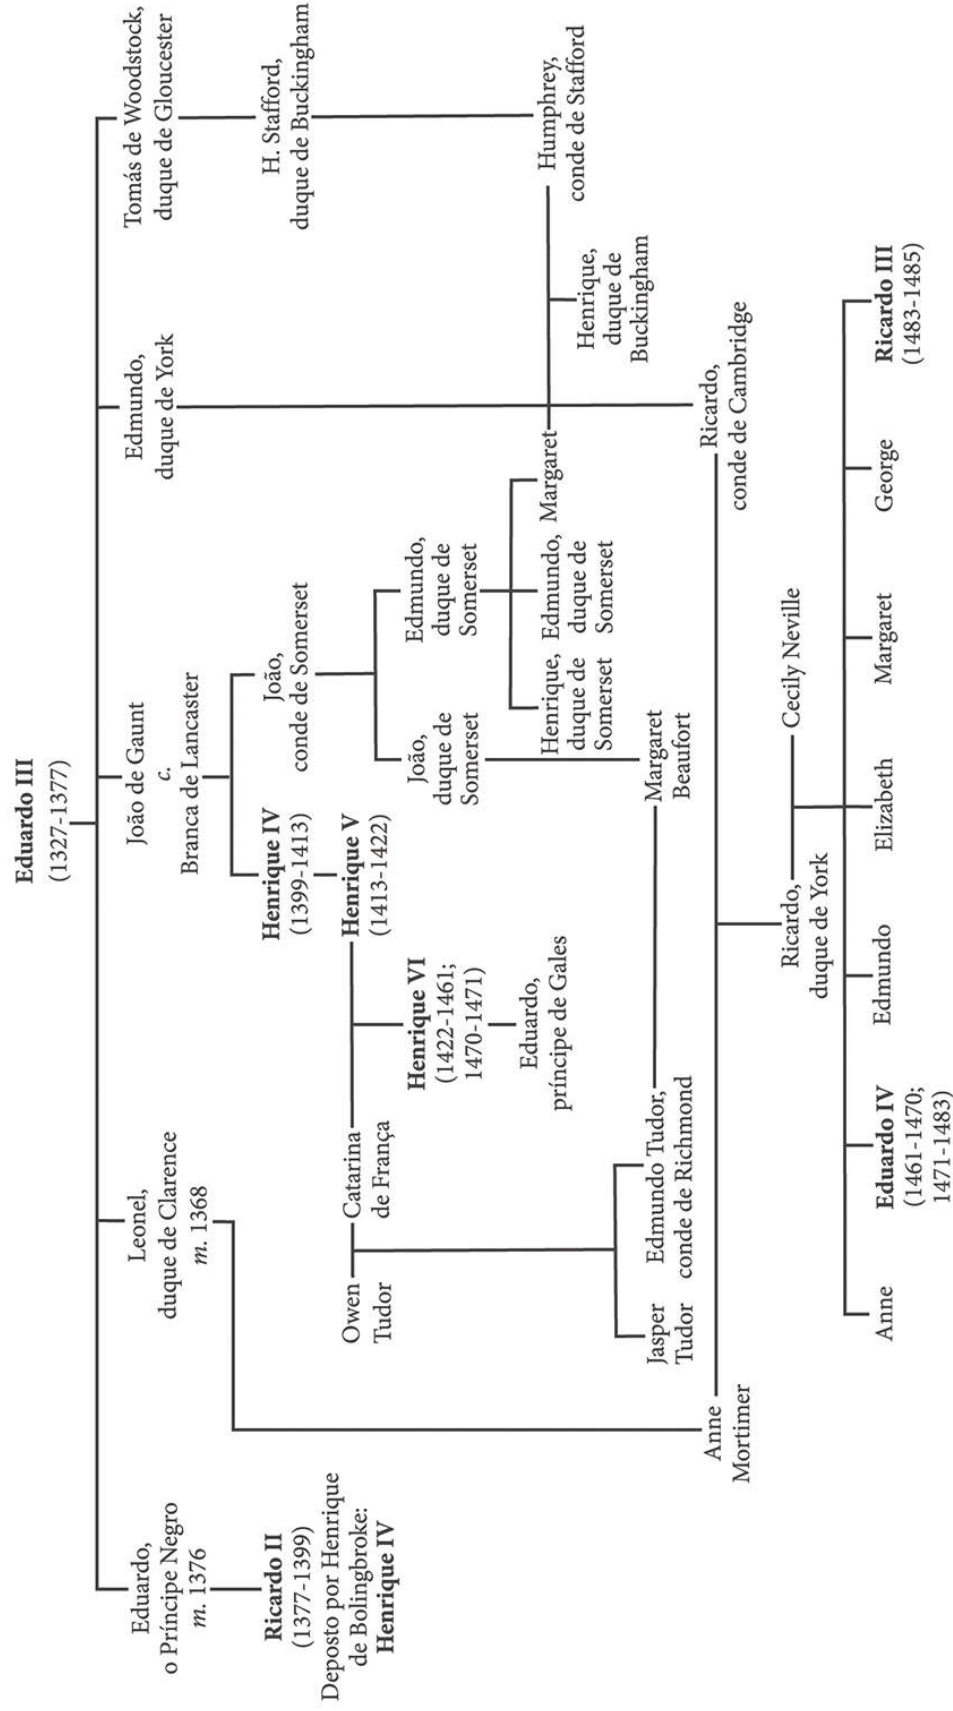 Eduardo III
(1327-1377)
Eduardo,
o Príncipe Negro
m. 1376
Leonel,
duque de Clarence
m. 1368
João de Gaunt
c.
Branca de Lancaster
Edmundo,
duque de York
Tomás de Woodstock,
duque de Gloucester
Ricardo II
(1377-1399)
Deposto por Henrique
de Bolingbroke:
Henrique IV
Henrique IV
(1399-1413)
João,
conde de Somerset
H. Stafford,
duque de Buckingham
Owen
Tudor
Catarina
de França
Henrique V
(1413-1422)
Henrique VI
(1422-1461;
1470-1471)
João,
duque de
Somerset
Edmundo,
duque de
Somerset
Eduardo,
príncipe de Gales
Henrique,
duque de
Somerset
Edmundo,
duque de
Somerset
Margaret
Humphrey,
conde de Stafford
Henrique,
duque de
Buckingham
Jasper
Tudor
Edmundo Tudor,
conde de Richmond
Margaret
Beaufort
Anne
Mortimer
Ricardo,
conde de Cambridge
Ricardo,
duque de York
Cecily Neville
Anne
Eduardo IV
(1461-1470;
1471-1483)
Edmundo
Elizabeth
Margaret
George
Ricardo III
(1483-1485)